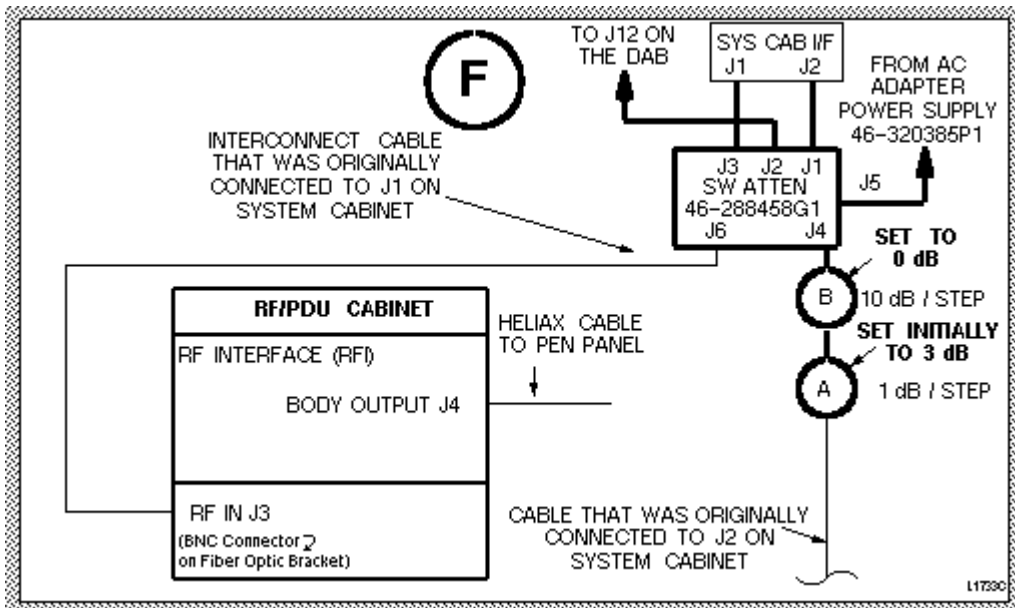 F
TO J12 ON
THE DAB
SYS CAB I/F
J1 J2
FROM AC
ADAPTER
POWER SUPPLY
46-320385P1
INTERCONNECT CABLE
THAT WAS ORIGINALLY
CONNECTED TO J1 ON
SYSTEM CABINET
J3 J2 J1
SW ATTEN
46-288458G1
J6 J4
J5
SET TO
0 dB
B
10 dB / STEP
SET INITIALLY
TO 3 dB
A
1 dB / STEP
RF/PDU CABINET
RF INTERFACE (RFI)
BODY OUTPUT J4
HELIAX CABLE
TO PEN PANEL
RF IN J3
(BNC Connector
on Fiber Optic Bracket)
CABLE THAT WAS ORIGINALLY
CONNECTED TO J2 ON
SYSTEM CABINET
L1733C